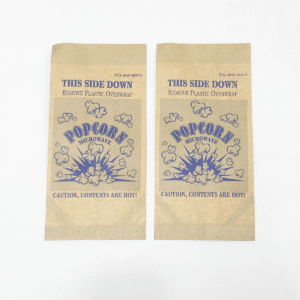 THIS SIDE DOWN
REMOVE PLASTIC OVERWRAP
POPCORN
MICROWAVE
CAUTION, CONTENTS ARE HOT!
THIS SIDE DOWN
REMOVE PLASTIC OVERWRAP
POPCORN
MICROWAVE
CAUTION, CONTENTS ARE HOT!